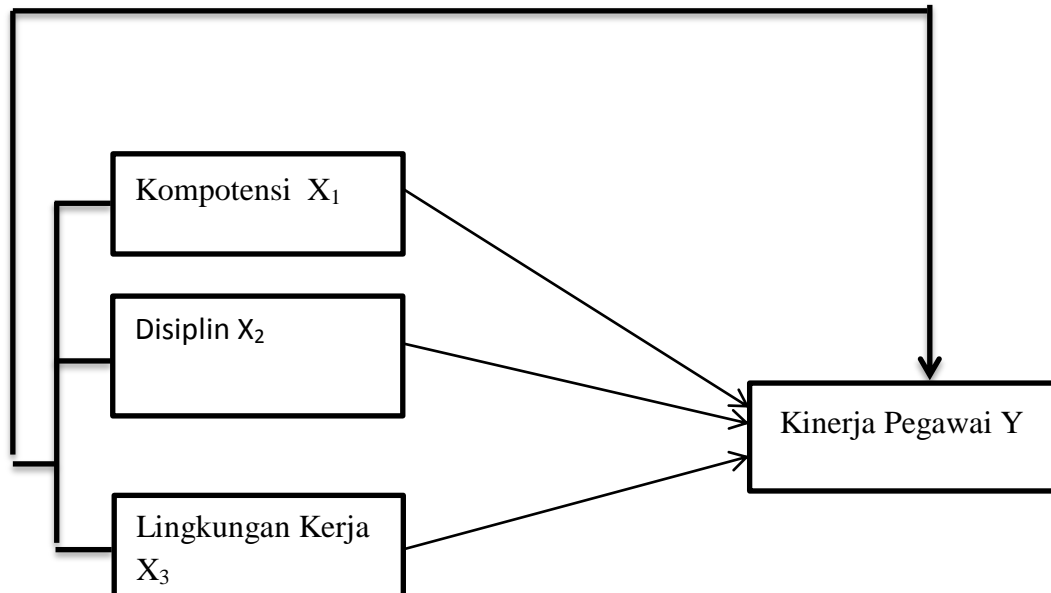 Kompotensi X₁
Disiplin X₂
Kinerja Pegawai Y
Lingkungan Kerja
X₃